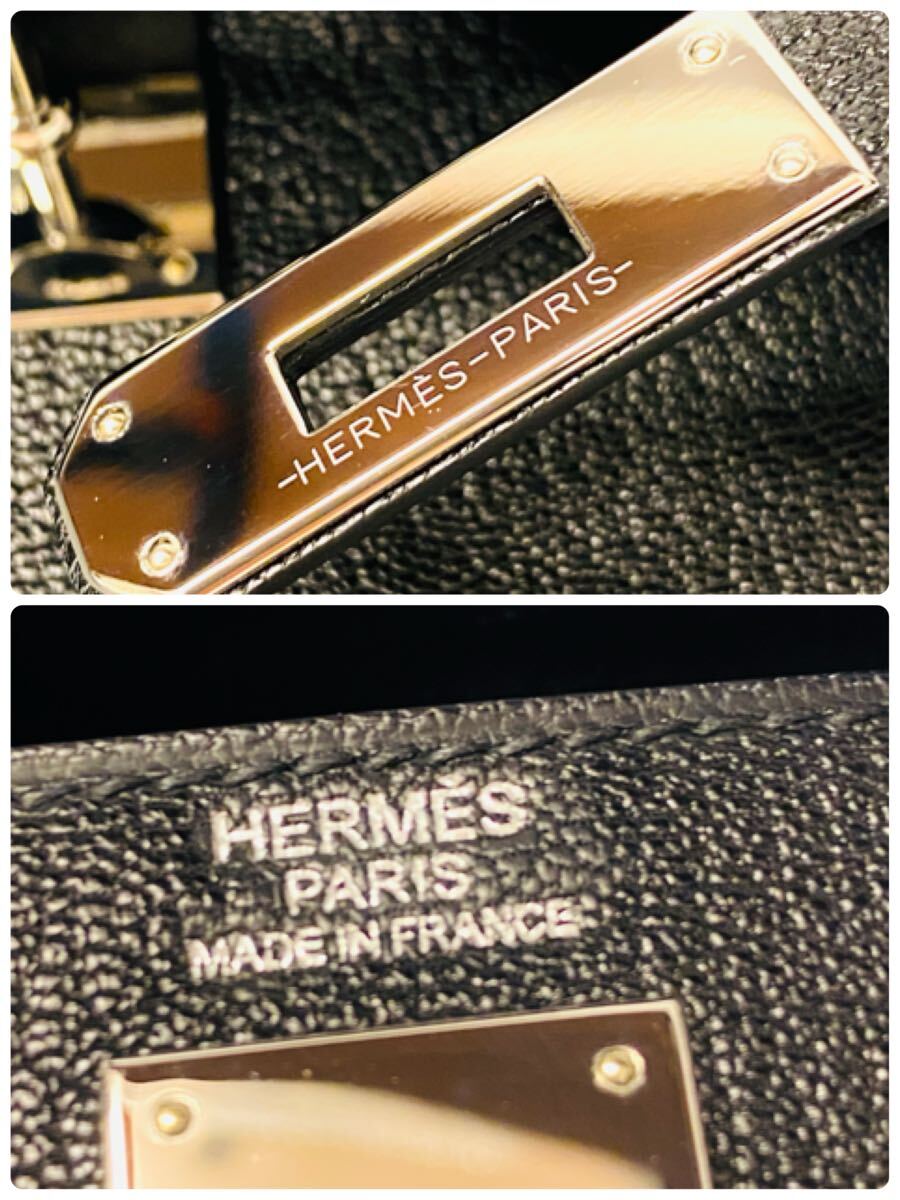 -HERMÈS-PARIS-
HERMÈS
PARIS
MADE IN FRANCE